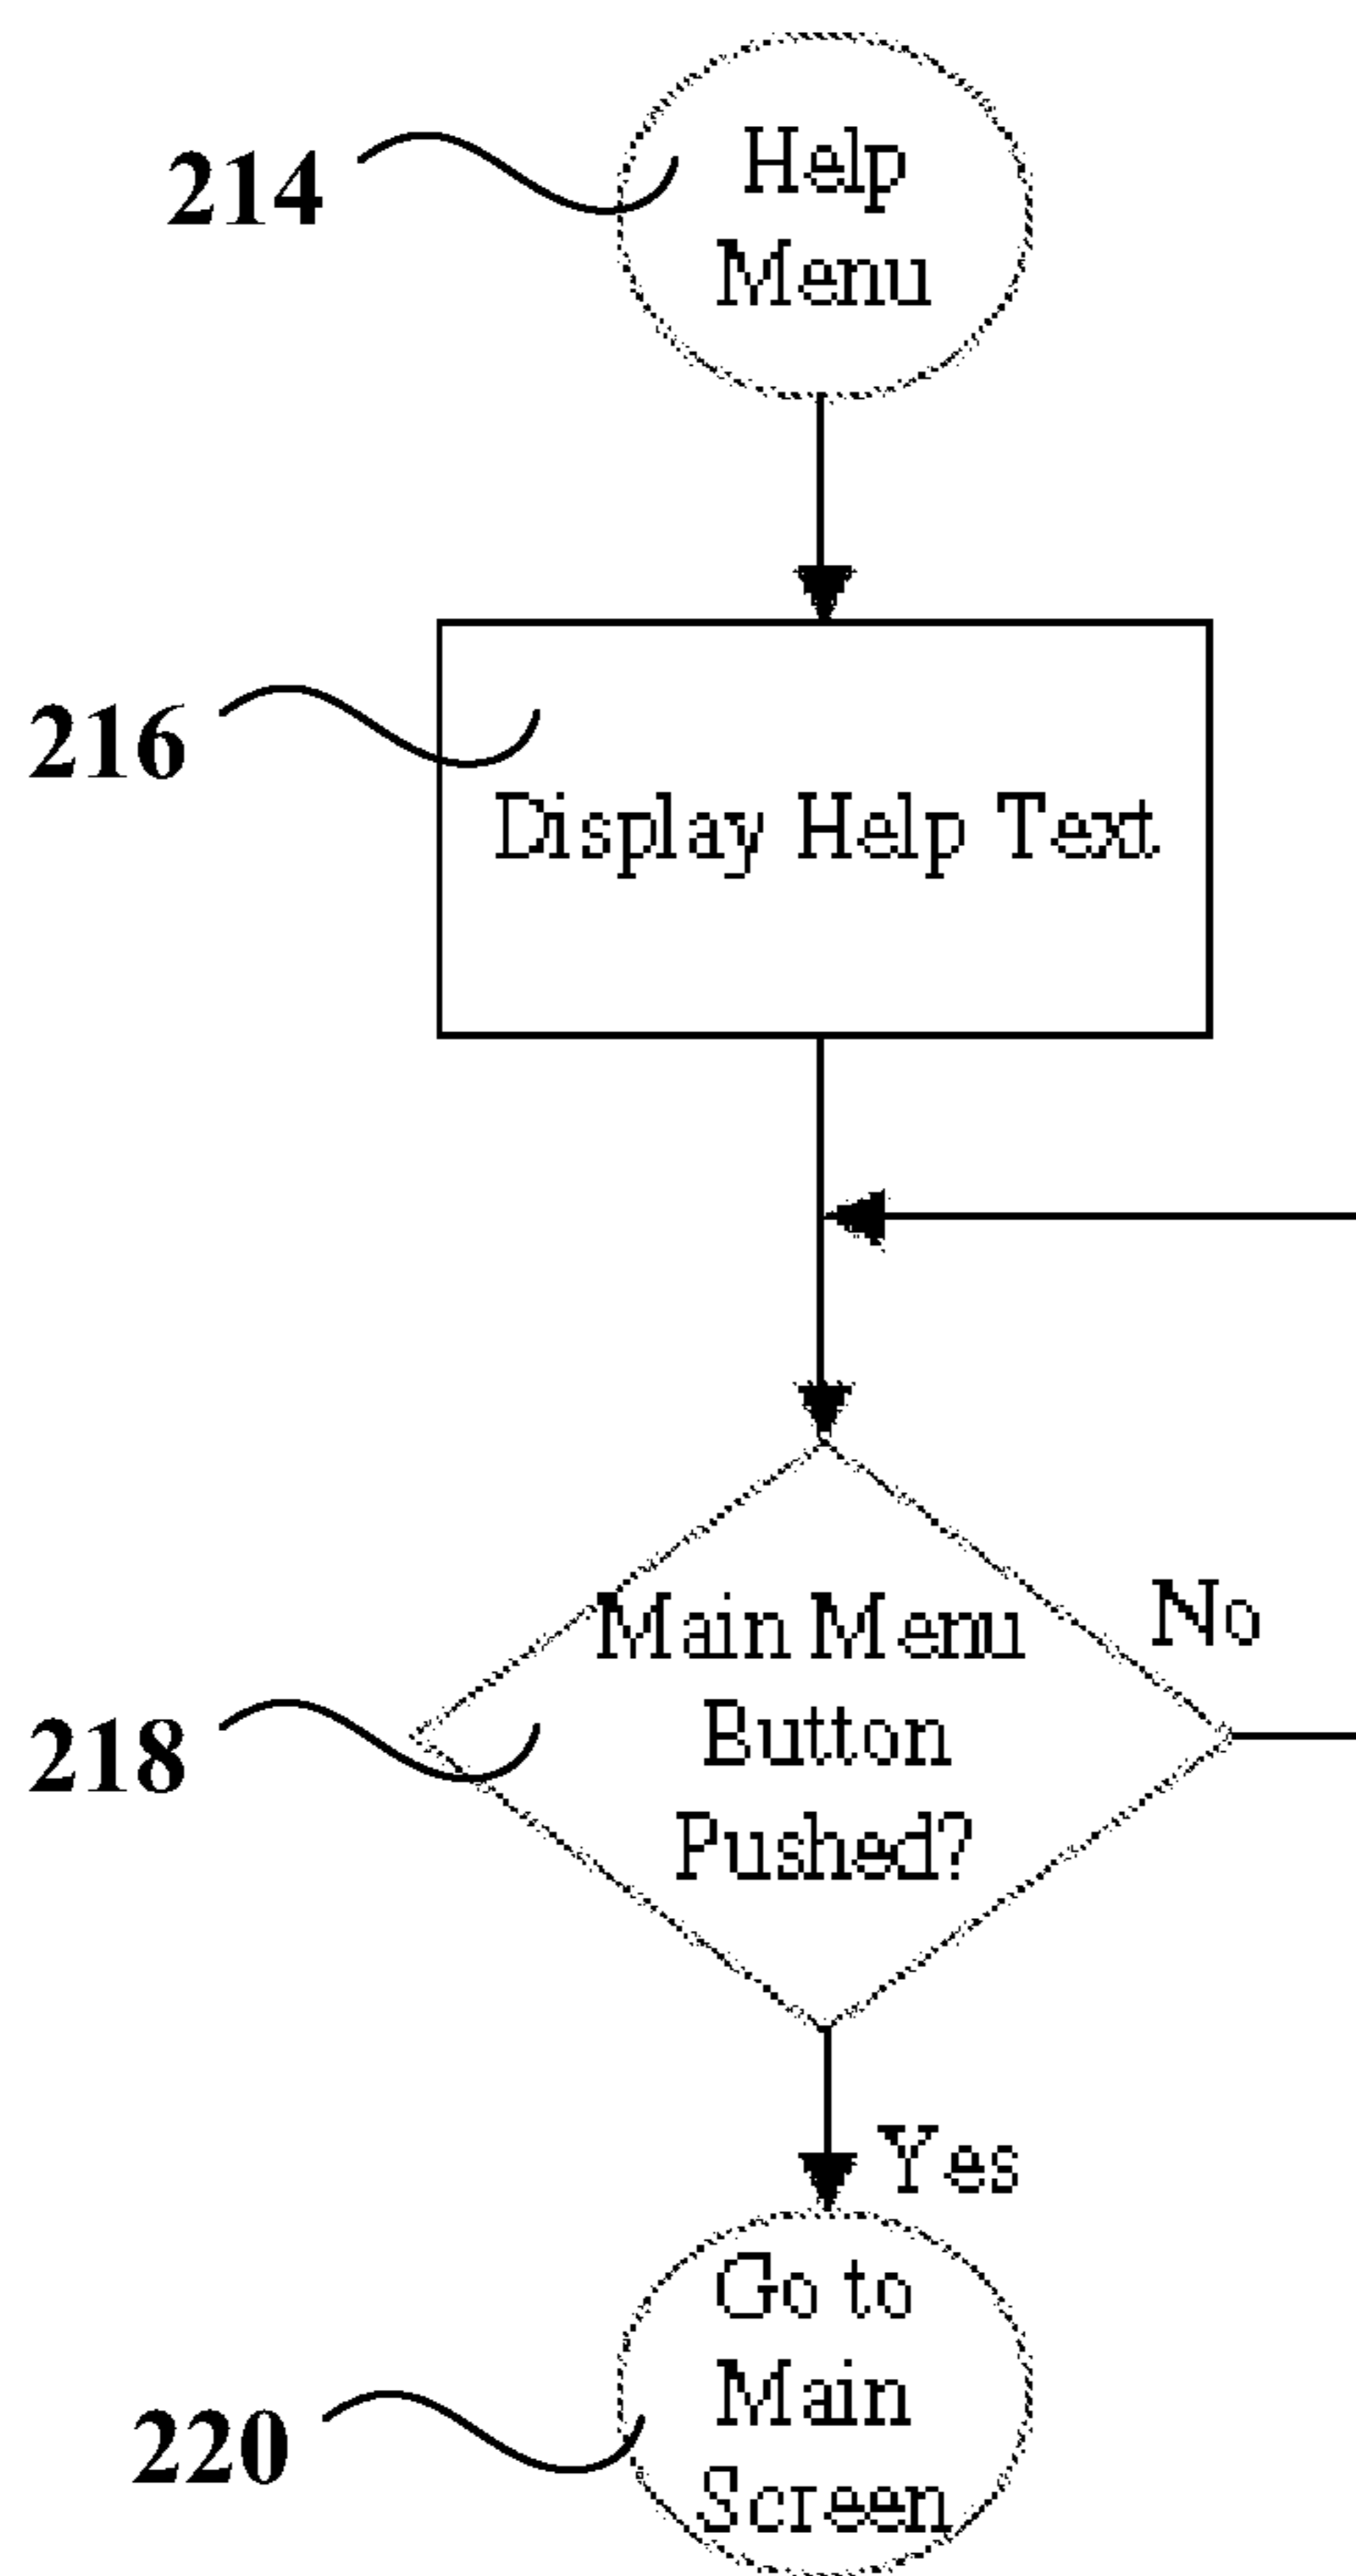 214
Help
Menu
216
Display Help Text
Main Menu
No
218
Button
Pushed?
Yes
Go to
Main
220
Screen